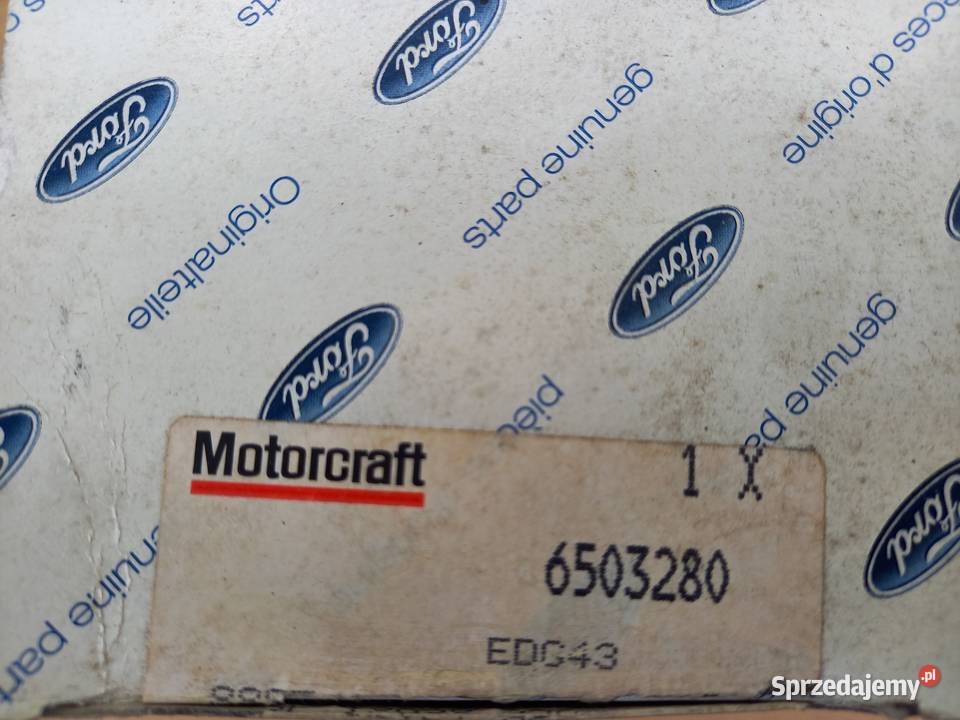 Ford
Ford
Ford
Ford
Ford
Originalteile
genuine parts
pièces d'origine
genuine parts
genuine parts
Motorcraft
1 X
6503280
EDG43
Sprzedajemy.pl